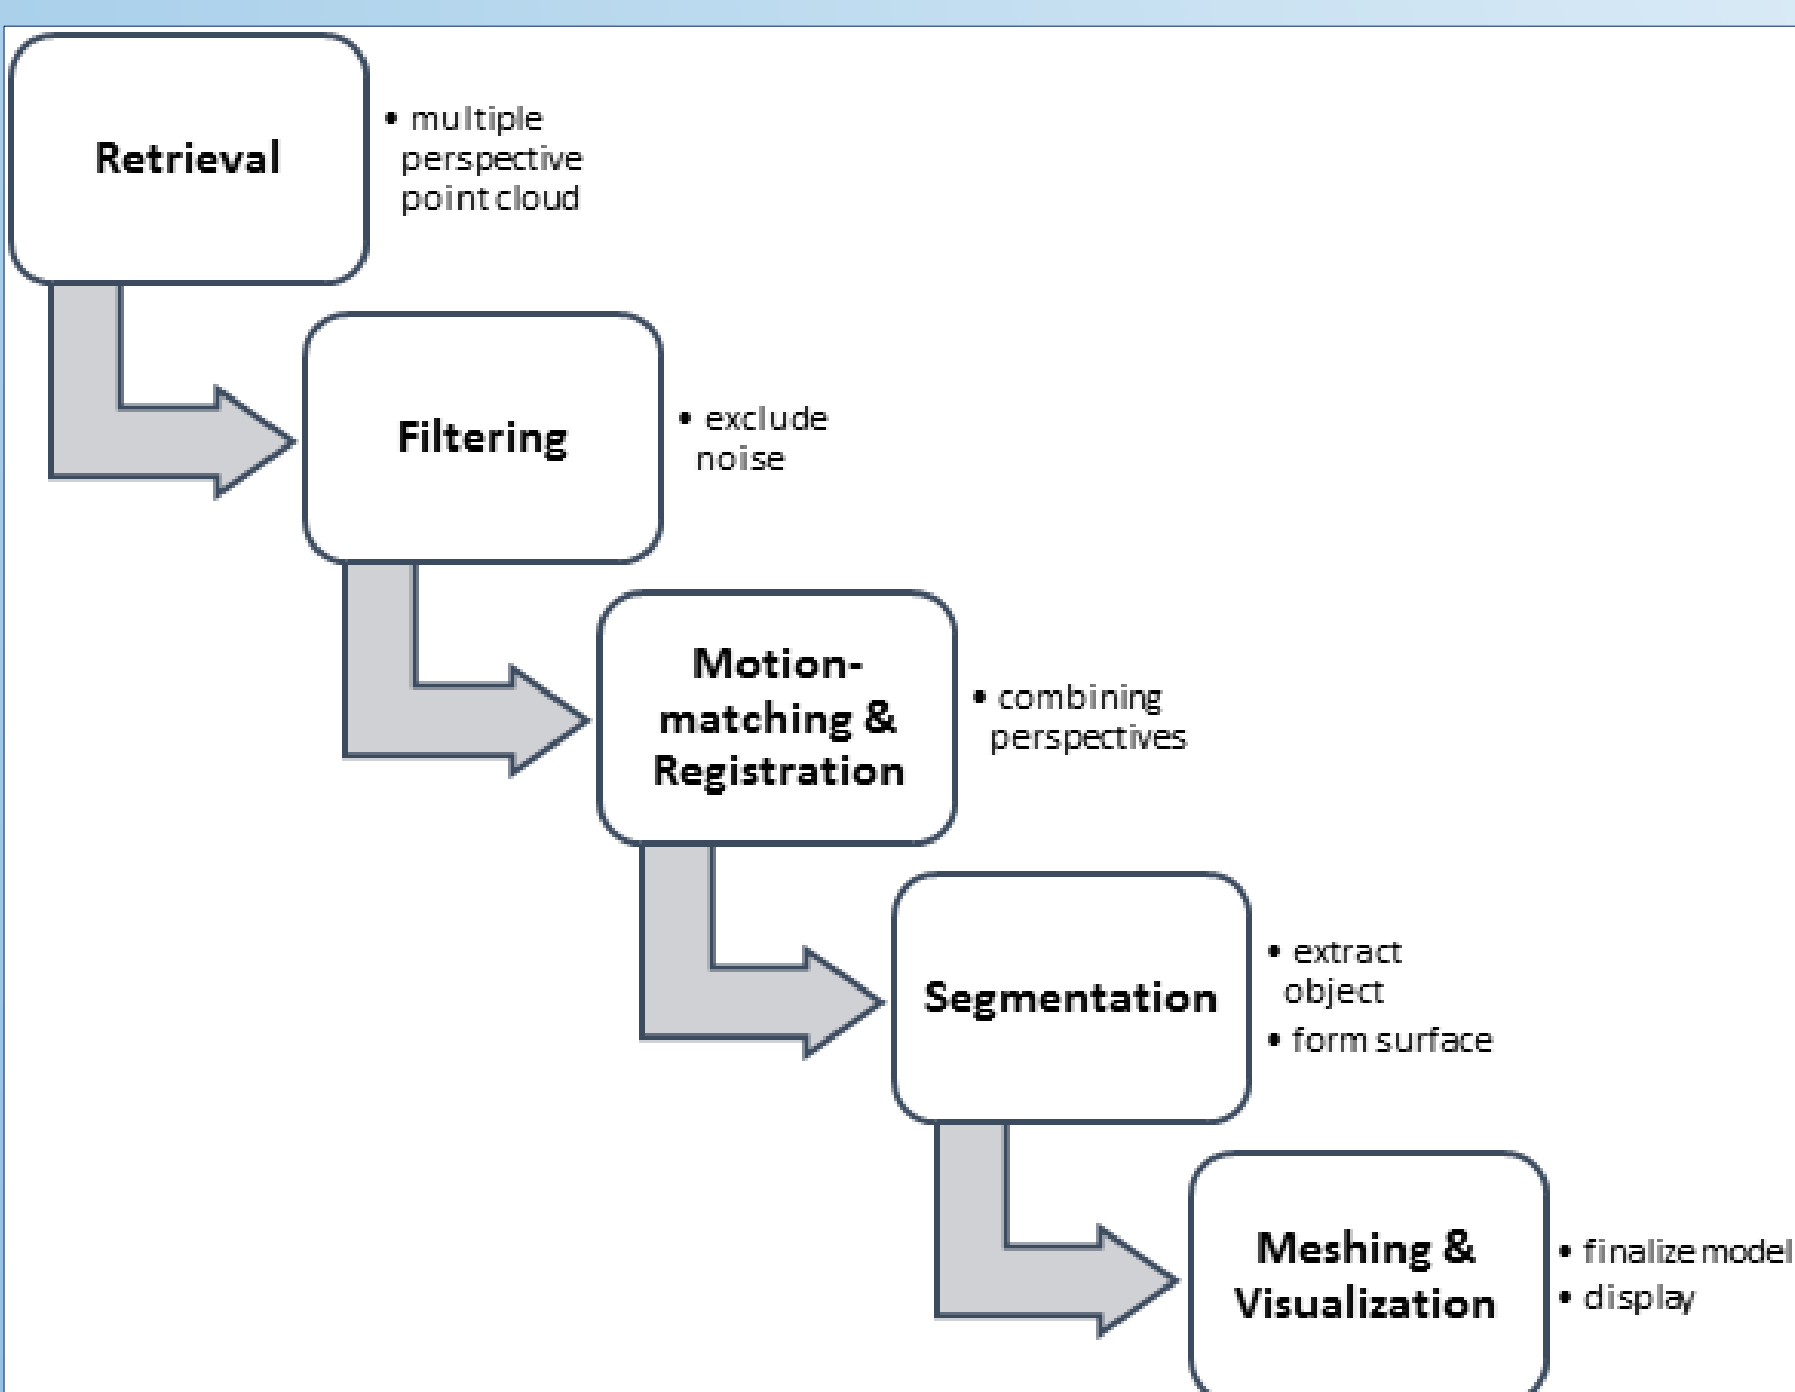 Retrieval
• multiple
perspective
point cloud
Filtering
• exclude
noise
Motion-
matching &
Registration
• combining
perspectives
Segmentation
• extract
object
• form surface
Meshing &
Visualization
• finalize model
• display